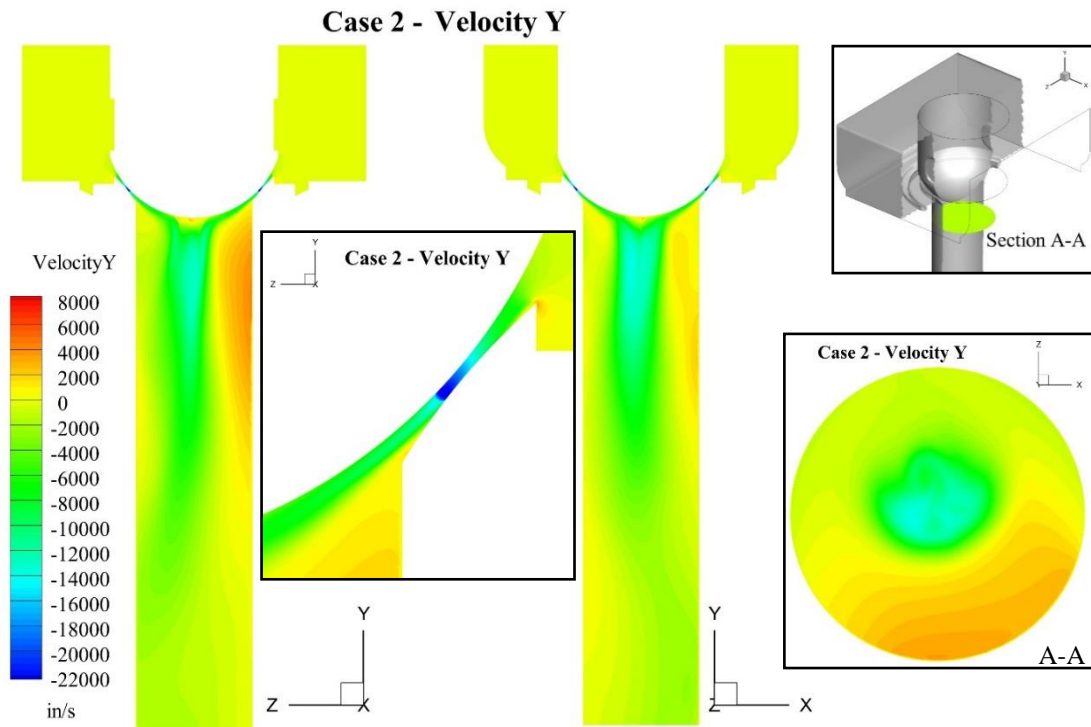 Case 2 - Velocity Y
Y
Z
X
Section A-A
VelocityY
8000
6000
4000
2000
0
-2000
-4000
-6000
-8000
-10000
-12000
-14000
-16000
-18000
-20000
-22000
in/s
Y
Z
X
Case 2 - Velocity Y
Y
Z
X
Y
Z
X
Case 2 - Velocity Y
Z
Y
X
A-A